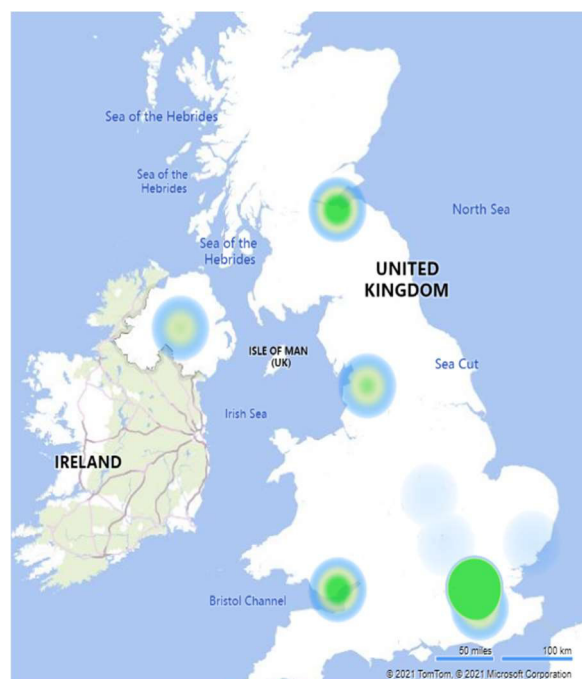 Sea of the Hebrides
Sea of the
Hebrides
North Sea
Sea of the
Hebrides
UNITED
KINGDOM
ISLE OF MAN
(UK)
Sea Cut
Irish Sea
IRELAND
Bristol Channel
50 miles
100 km
© 2021 TomTom, © 2021 Microsoft Corporation